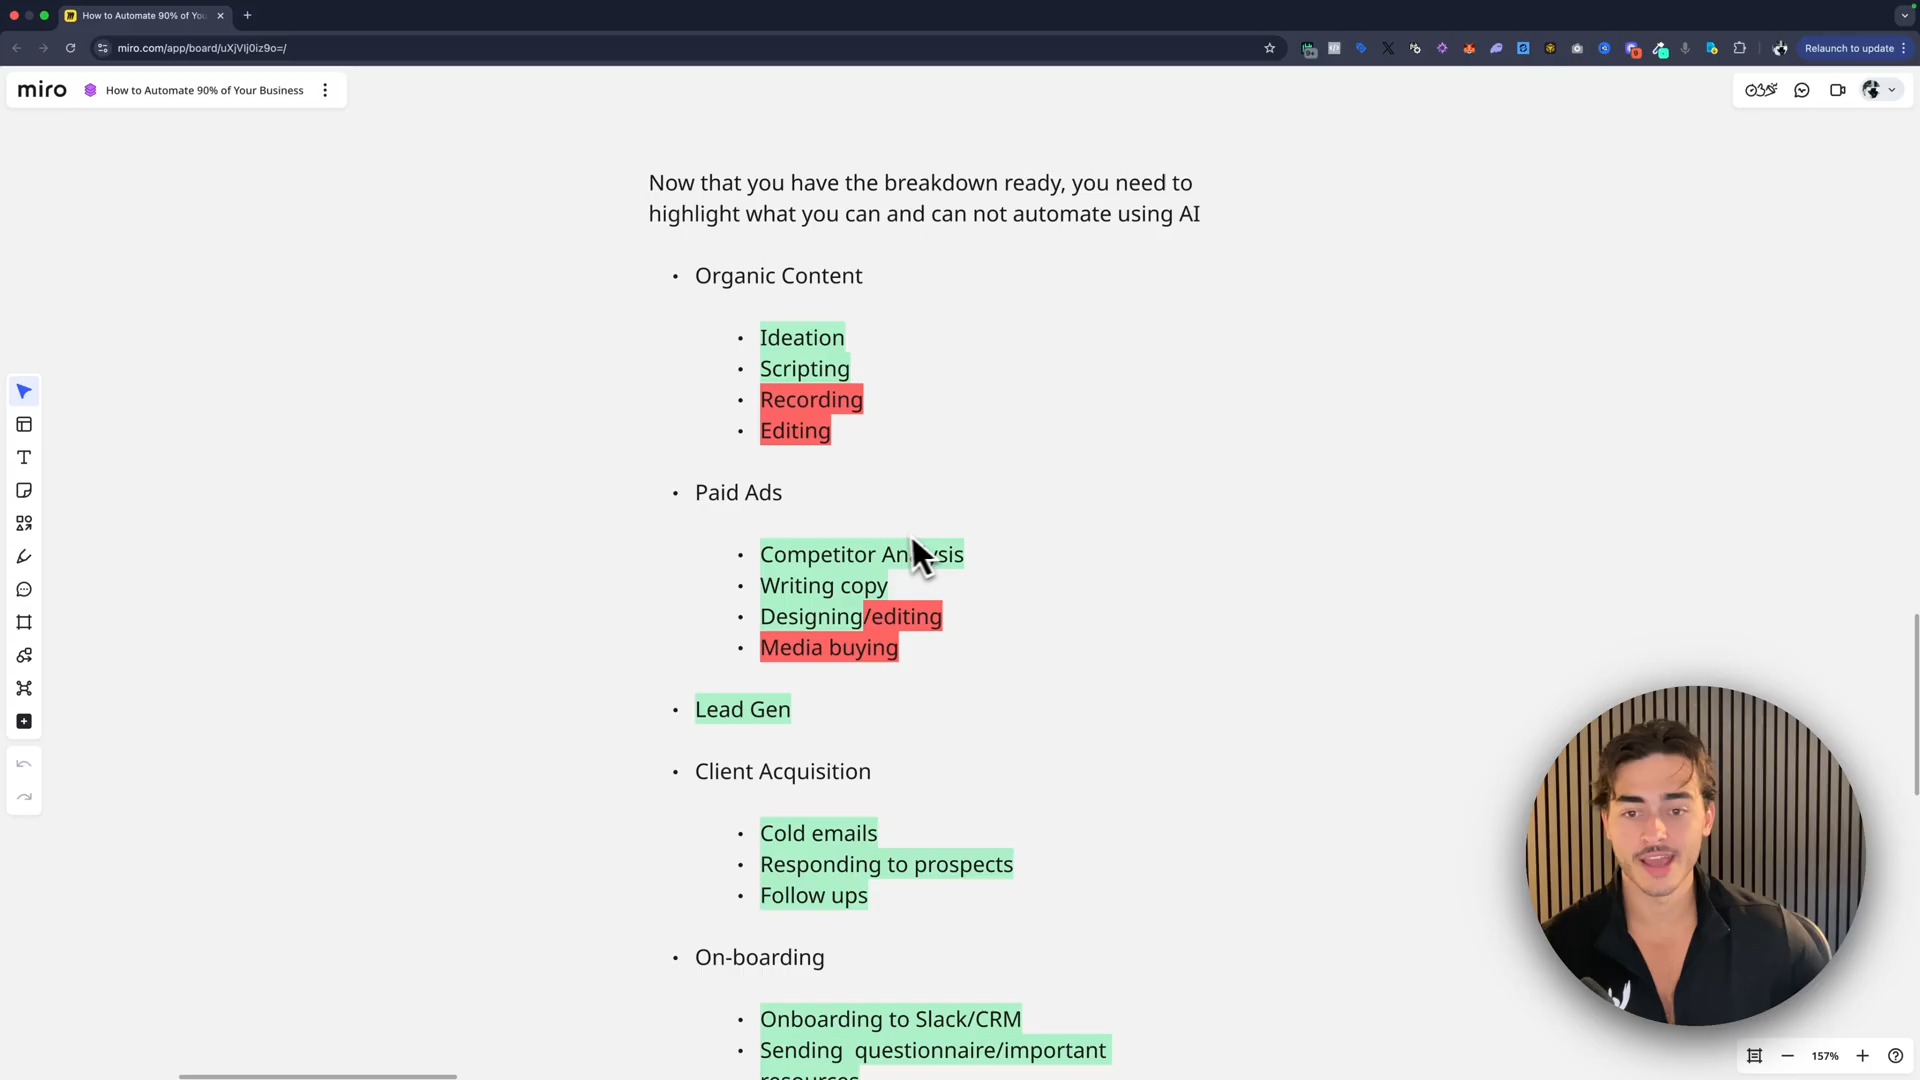 How to Automate 90% of You
miro.com/app/board/uXjVIj0iz9o=/
Relaunch to update
miro
How to Automate 90% of Your Business
Now that you have the breakdown ready, you need to
highlight what you can and can not automate using AI
• Organic Content
• Ideation
• Scripting
• Recording
• Editing
• Paid Ads
• Competitor Analysis
• Writing copy
• Designing/editing
• Media buying
• Lead Gen
• Client Acquisition
• Cold emails
• Responding to prospects
• Follow ups
• On-boarding
• Onboarding to Slack/CRM
• Sending questionnaire/important
resources
157%